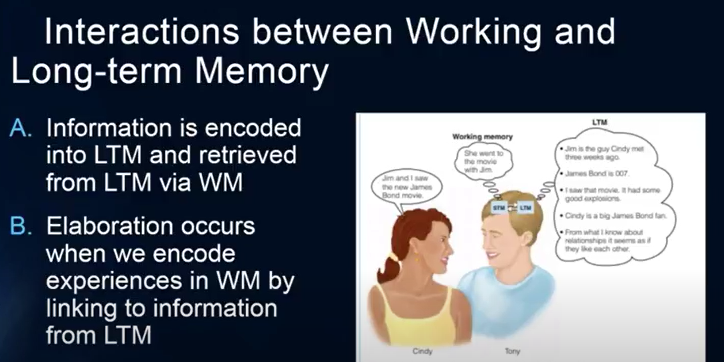 Interactions between Working and
Long-term Memory
A. Information is encoded
into LTM and retrieved
from LTM via WM
B. Elaboration occurs
when we encode
experiences in WM by
linking to information
from LTM
Working memory
She went to
the movie
with Jim.
Jim and I saw
the new James
Bond movie.
STM
LTM
Cindy
Tony
LTM
• Jim is the guy Cindy met
three weeks ago.
• James Bond is 007.
• I saw that movie. It had some
good explosions.
• Cindy is a big James Bond fan.
• From what I know about
relationships it seems as if
they like each other.